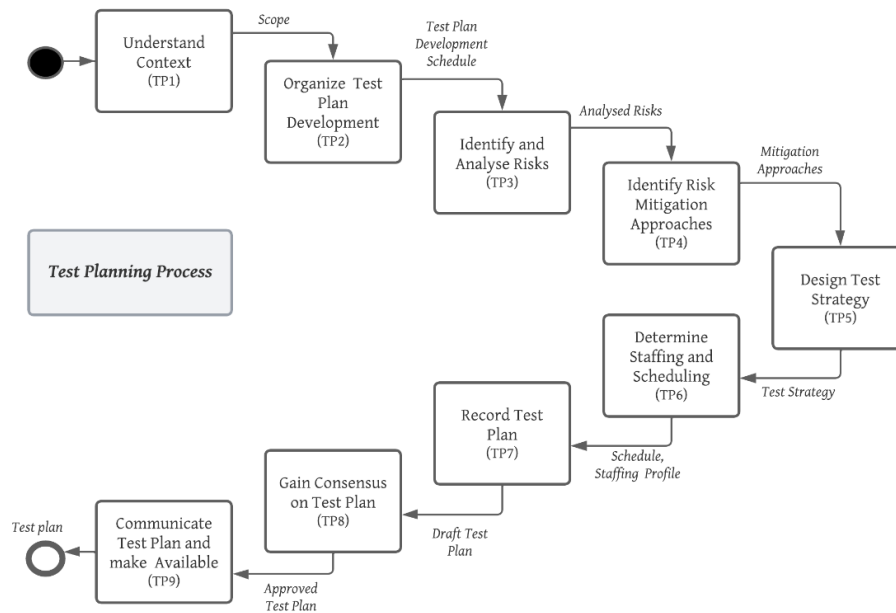 Understand
Context
(TP1)
Scope
Organize Test
Plan
Development
(TP2)
Test Plan
Development
Schedule
Identify and
Analyse Risks
(TP3)
Analysed Risks
Identify Risk
Mitigation
Approaches
(TP4)
Mitigation
Approaches
Design Test
Strategy
(TP5)
Test Planning Process
Test Strategy
Determine
Staffing and
Scheduling
(TP6)
Schedule,
Staffing Profile
Record Test
Plan
(TP7)
Draft Test
Plan
Gain Consensus
on Test Plan
(TP8)
Approved
Test Plan
Communicate
Test Plan and
make Available
(TP9)
Test plan